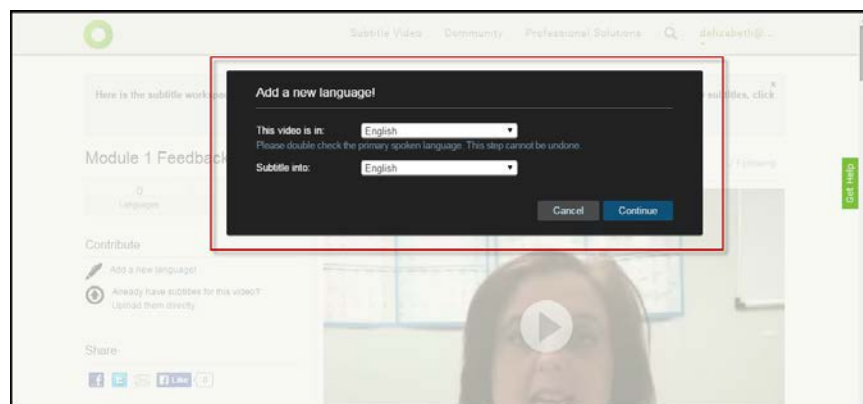 Subtitle Video Community Professional Solutions delizabeth@...
Here is the subtitle
subtitles, click
Add a new language!
This video is in: English
Please double check the primary spoken language. This step cannot be undone.
Subtitle into: English
Cancel Continue
Module 1 Feedback
Following
0
Languages
Get Help
Contribute
Add a new language!
Already have subtitles for this video?
Upload them directly.
Share
Like 0